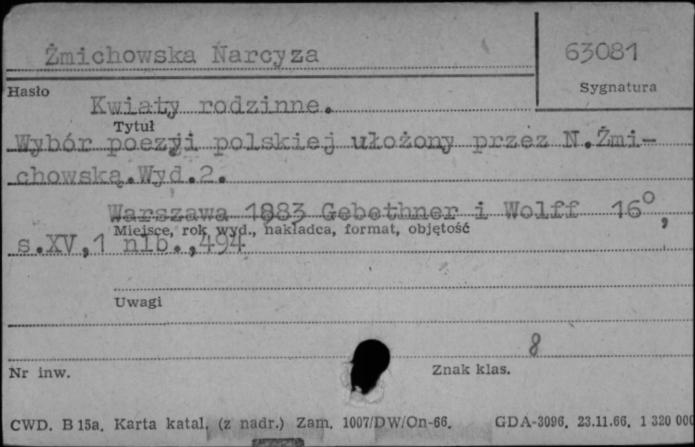 Żmichowska Narcyza
63081
Sygnatura
Hasło
Kwiaty rodzinne.
Tytuł
Wybór poezyi polskiej ułożony przez N.Żmi-
chowską.Wyd.2.
Warszawa 1883 Gebethner i Wolff 16°,
Miejsce, rok wyd., nakładca, format, objętość
s.XV,1 nlb.,494
Uwagi
8
Nr inw.
Znak klas.
CWD. B 15a. Karta katal. (z nadr.) Zam. 1007/DW/On-66. GDA-3096. 23.11.66. 1 320 000